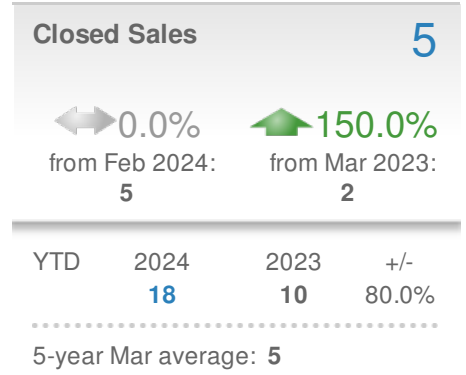 Closed Sales 5
0.0% 150.0%
from Feb 2024: from Mar 2023:
5 2
YTD 2024 2023 +/-
18 10 80.0%
5-year Mar average: 5